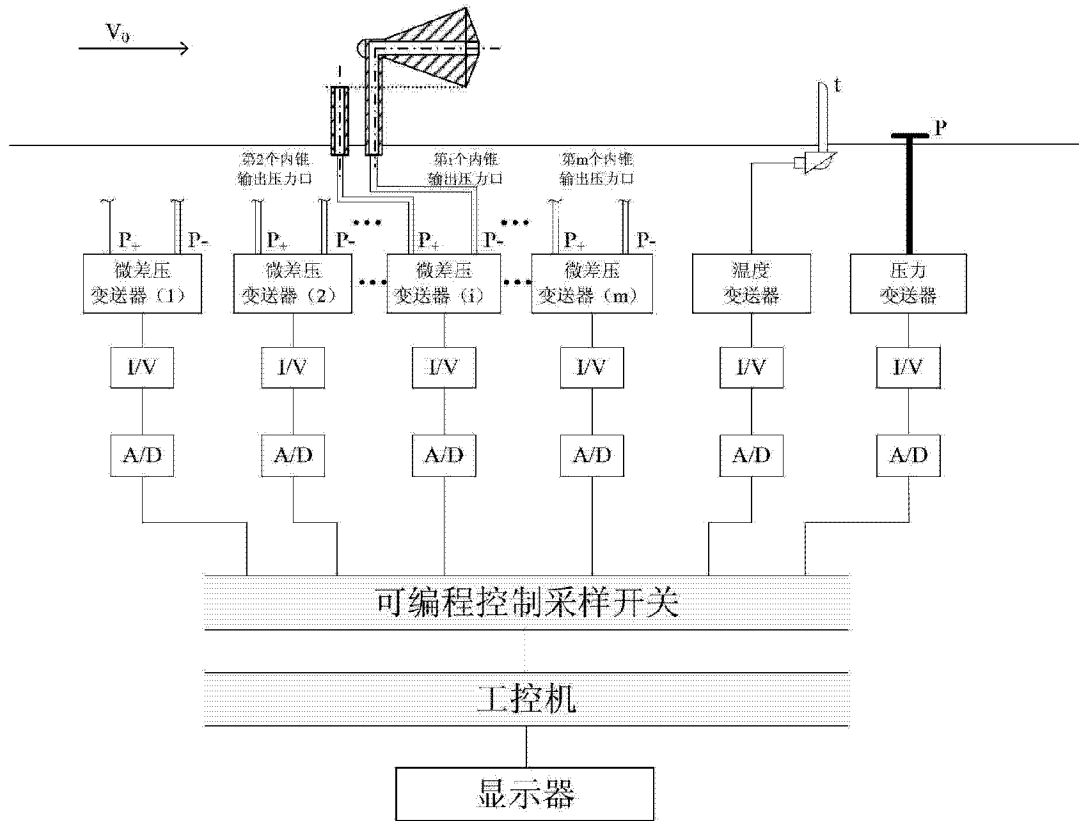 V₀
t
P
第2个内锥
输出压力口
第i个内锥
输出压力口
第m个内锥
输出压力口
P+ P-
P+ P-
P+ P-
P+ P-
微差压
变送器（1）
微差压
变送器（2）
微差压
变送器（i）
微差压
变送器（m）
温度
变送器
压力
变送器
I/V I/V I/V I/V I/V I/V
A/D A/D A/D A/D A/D A/D
可编程控制采样开关
工控机
显示器